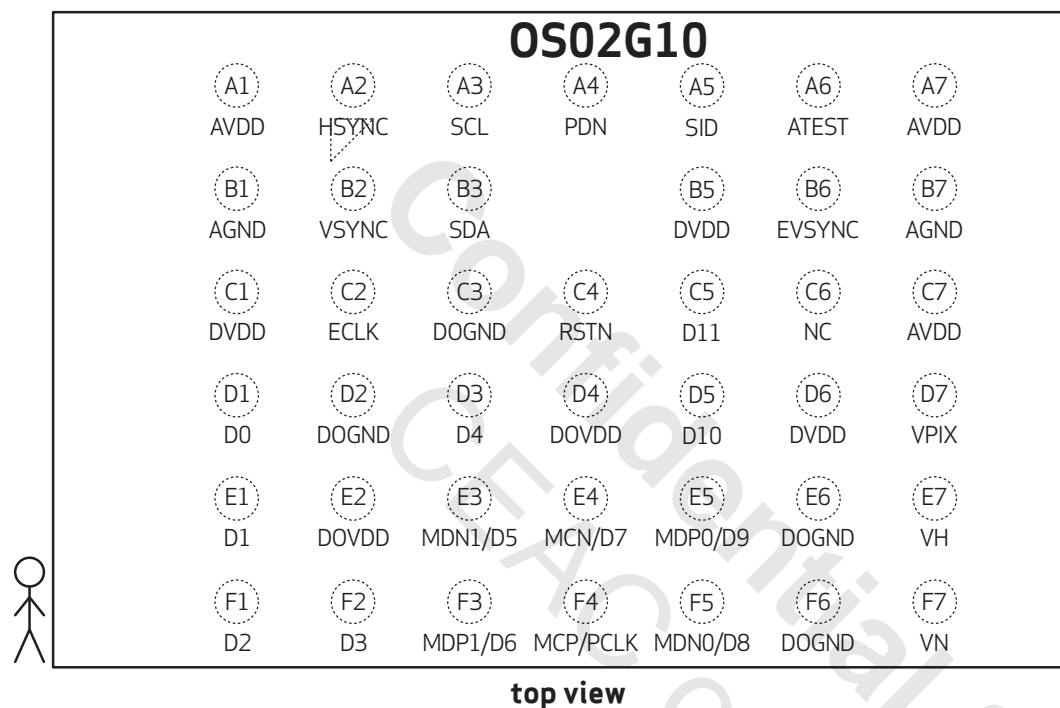 OS02G10
A1 A2 A3 A4 A5 A6 A7
AVDD HSYNC SCL PDN SID ATEST AVDD
B1 B2 B3 B5 B6 B7
AGND VSYNC SDA DVDD EVSYNC AGND
C1 C2 C3 C4 C5 C6 C7
DVDD ECLK DOGND RSTN D11 NC AVDD
D1 D2 D3 D4 D5 D6 D7
D0 DOGND D4 DOVDD D10 DVDD VPIX
E1 E2 E3 E4 E5 E6 E7
D1 DOVDD MDN1/D5 MCN/D7 MDP0/D9 DOGND VH
F1 F2 F3 F4 F5 F6 F7
D2 D3 MDP1/D6 MCP/PCLK MDN0/D8 DOGND VN
top view
Confidential
CEAC